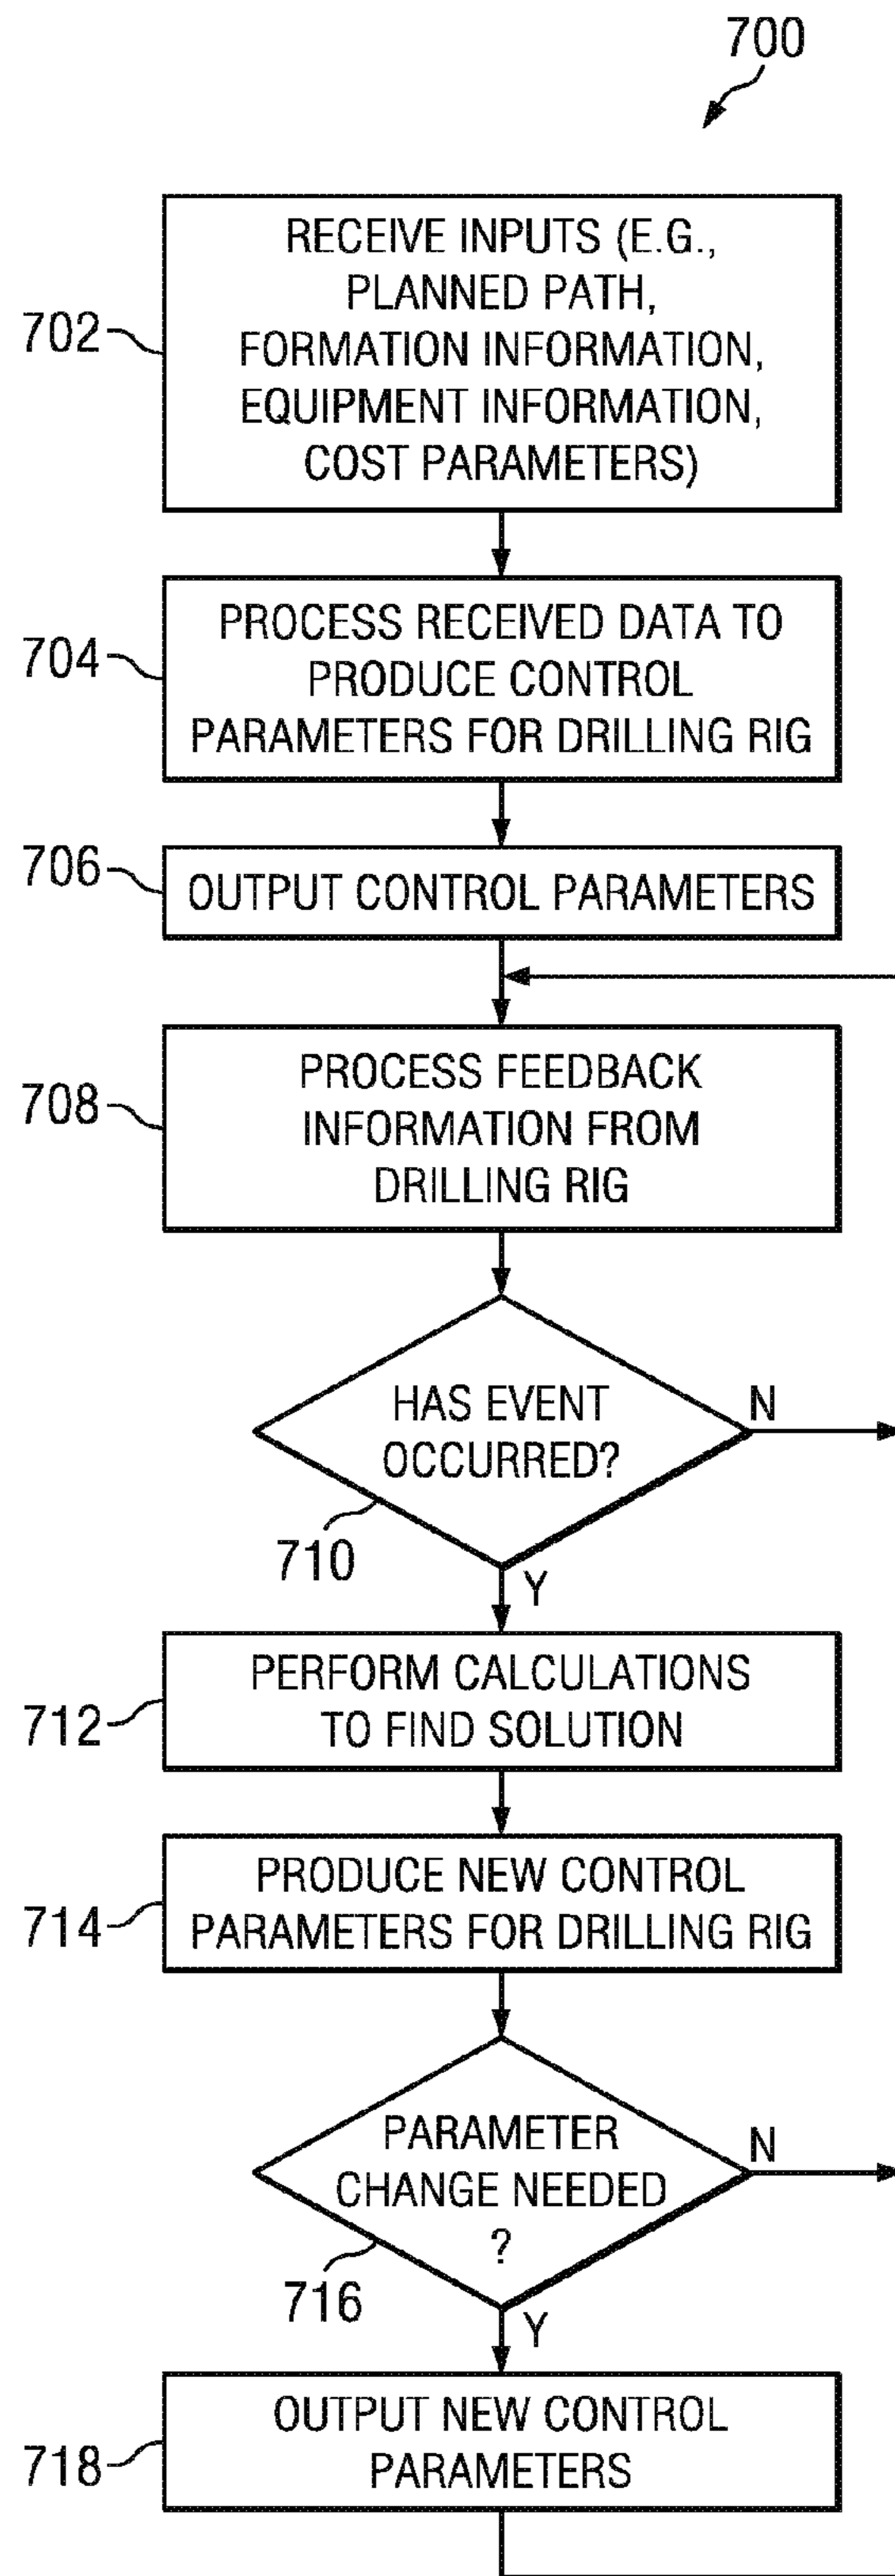 700
702
RECEIVE INPUTS (E.G.,
PLANNED PATH,
FORMATION INFORMATION,
EQUIPMENT INFORMATION,
COST PARAMETERS)
704
PROCESS RECEIVED DATA TO
PRODUCE CONTROL
PARAMETERS FOR DRILLING RIG
706
OUTPUT CONTROL PARAMETERS
708
PROCESS FEEDBACK
INFORMATION FROM
DRILLING RIG
HAS EVENT
OCCURRED?
N
710
Y
712
PERFORM CALCULATIONS
TO FIND SOLUTION
714
PRODUCE NEW CONTROL
PARAMETERS FOR DRILLING RIG
PARAMETER
CHANGE NEEDED
?
N
716
Y
718
OUTPUT NEW CONTROL
PARAMETERS